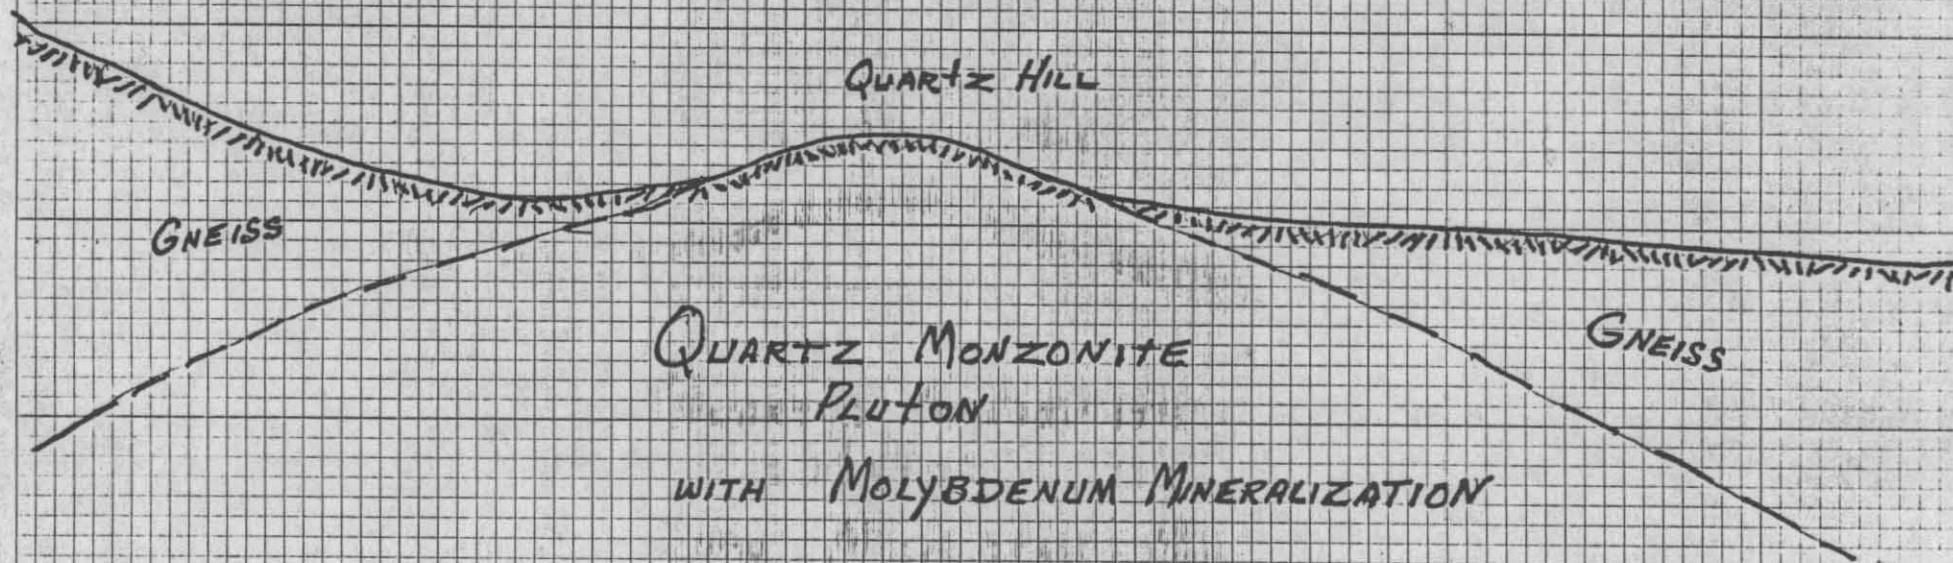 QUARTZ HILL
GNEISS
GNEISS
QUARTZ MONZONITE
PLUTON
WITH MOLYBDENUM MINERALIZATION